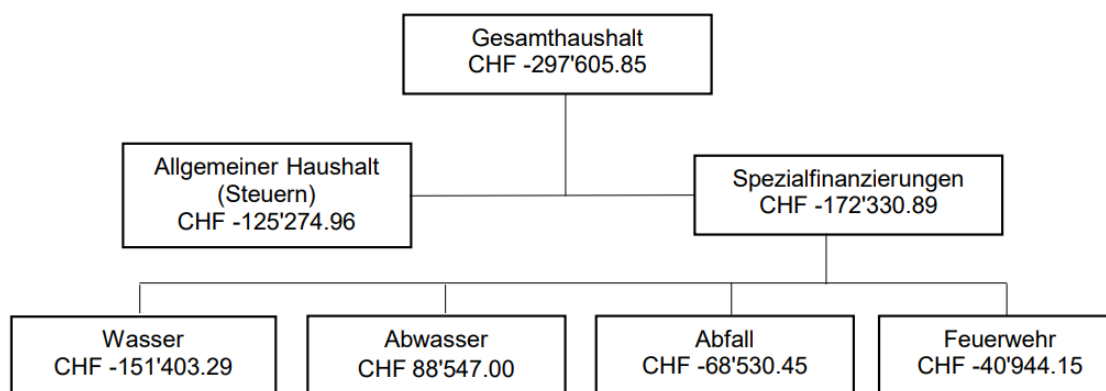 Gesamthaushalt
CHF -297'605.85
Allgemeiner Haushalt
(Steuern)
CHF -125'274.96
Spezialfinanzierungen
CHF -172'330.89
Wasser
CHF -151'403.29
Abwasser
CHF 88'547.00
Abfall
CHF -68'530.45
Feuerwehr
CHF -40'944.15